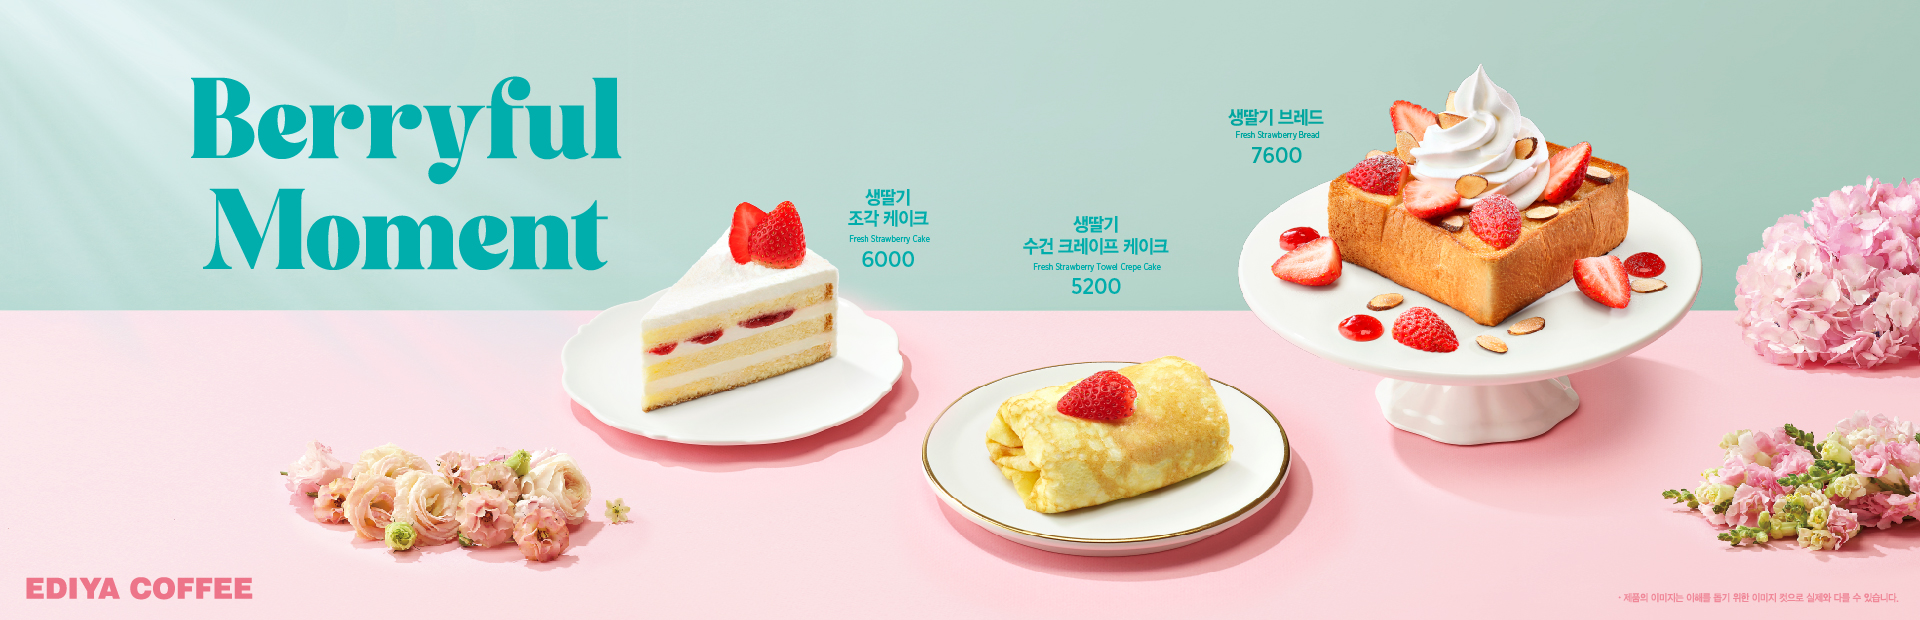 Berryful
Moment
생딸기
조각 케이크
Fresh Strawberry Cake
6000
생딸기
수건 크레이프 케이크
Fresh Strawberry Towel Crepe Cake
5200
생딸기 브레드
Fresh Strawberry Bread
7600
EDIYA COFFEE
· 제품의 이미지는 이해를 돕기 위한 이미지 컷으로 실제와 다를 수 있습니다.